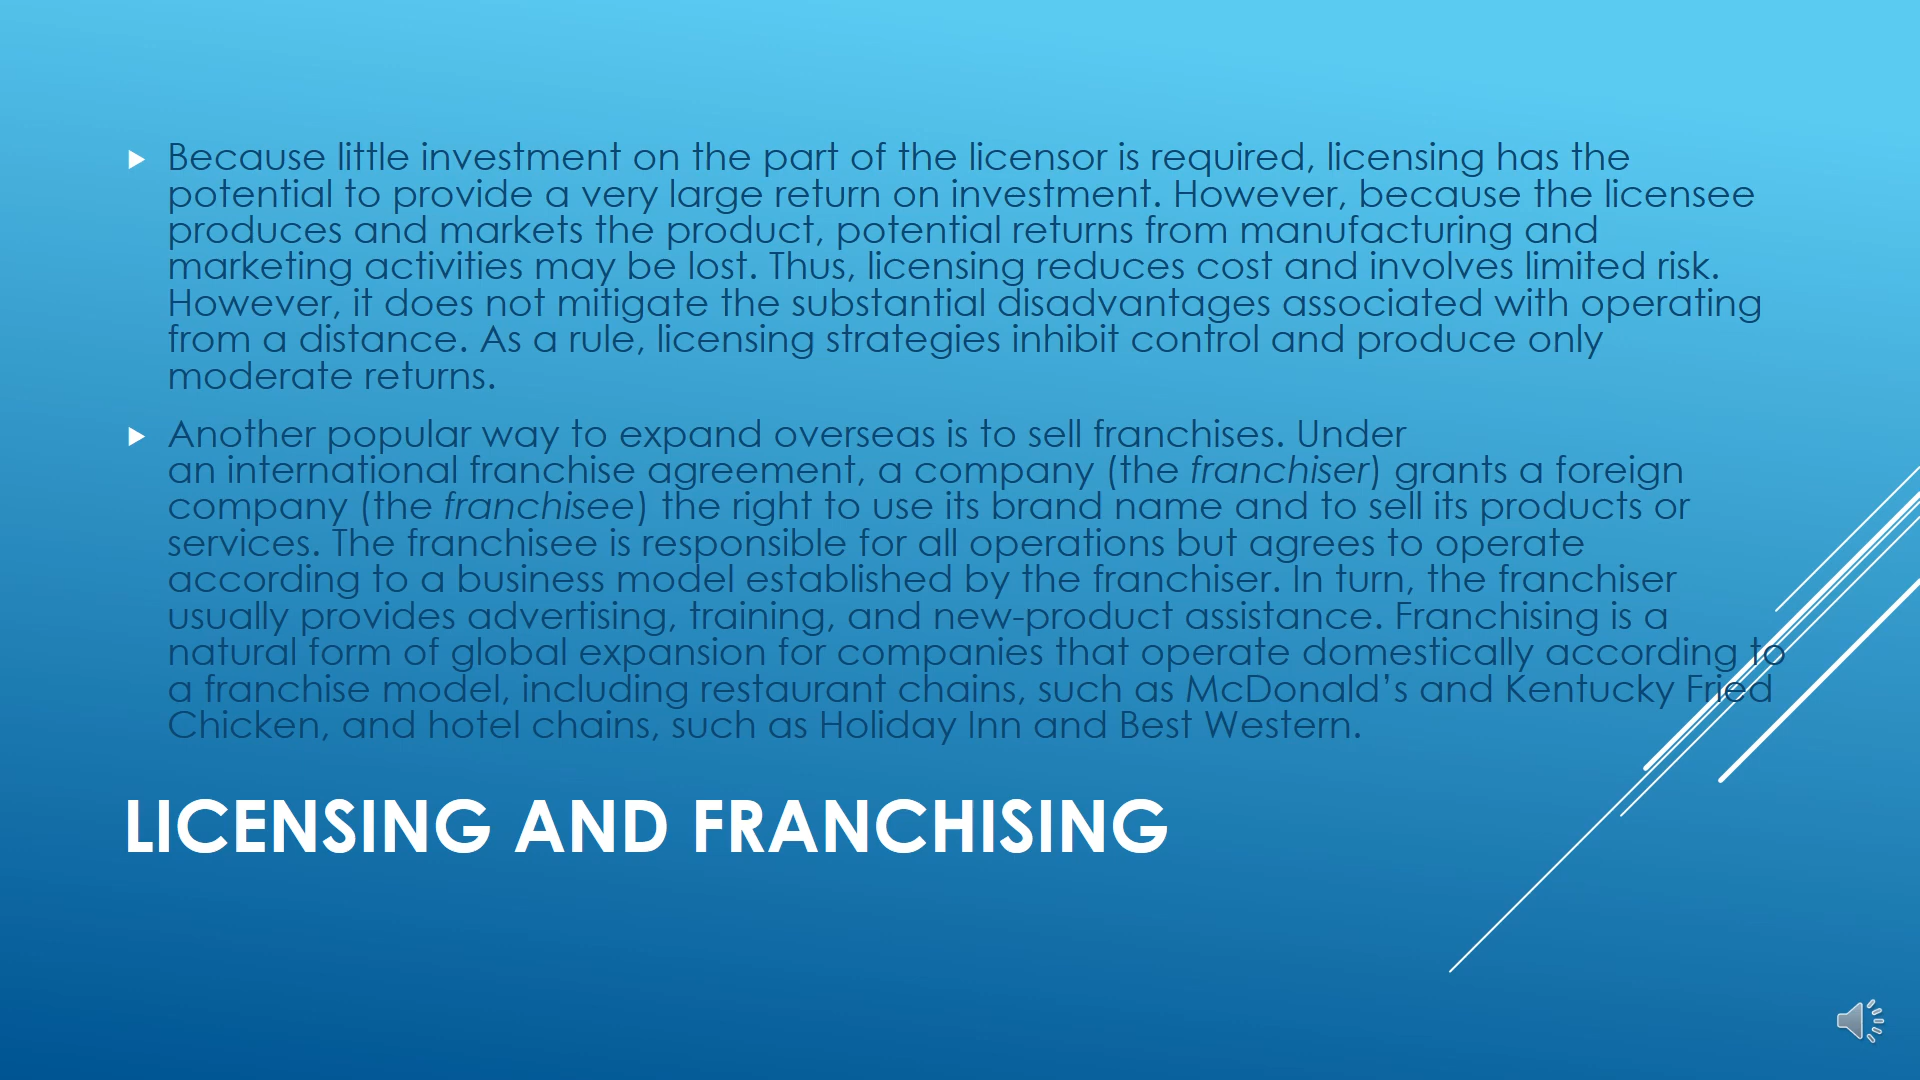 Because little investment on the part of the licensor is required, licensing has the
potential to provide a very large return on investment. However, because the licensee
produces and markets the product, potential returns from manufacturing and
marketing activities may be lost. Thus, licensing reduces cost and involves limited risk.
However, it does not mitigate the substantial disadvantages associated with operating
from a distance. As a rule, licensing strategies inhibit control and produce only
moderate returns.
Another popular way to expand overseas is to sell franchises. Under
an international franchise agreement, a company (the franchiser) grants a foreign
company (the franchisee) the right to use its brand name and to sell its products or
services. The franchisee is responsible for all operations but agrees to operate
according to a business model established by the franchiser. In turn, the franchiser
usually provides advertising, training, and new-product assistance. Franchising is a
natural form of global expansion for companies that operate domestically according to
a franchise model, including restaurant chains, such as McDonald’s and Kentucky Fried
Chicken, and hotel chains, such as Holiday Inn and Best Western.
LICENSING AND FRANCHISING